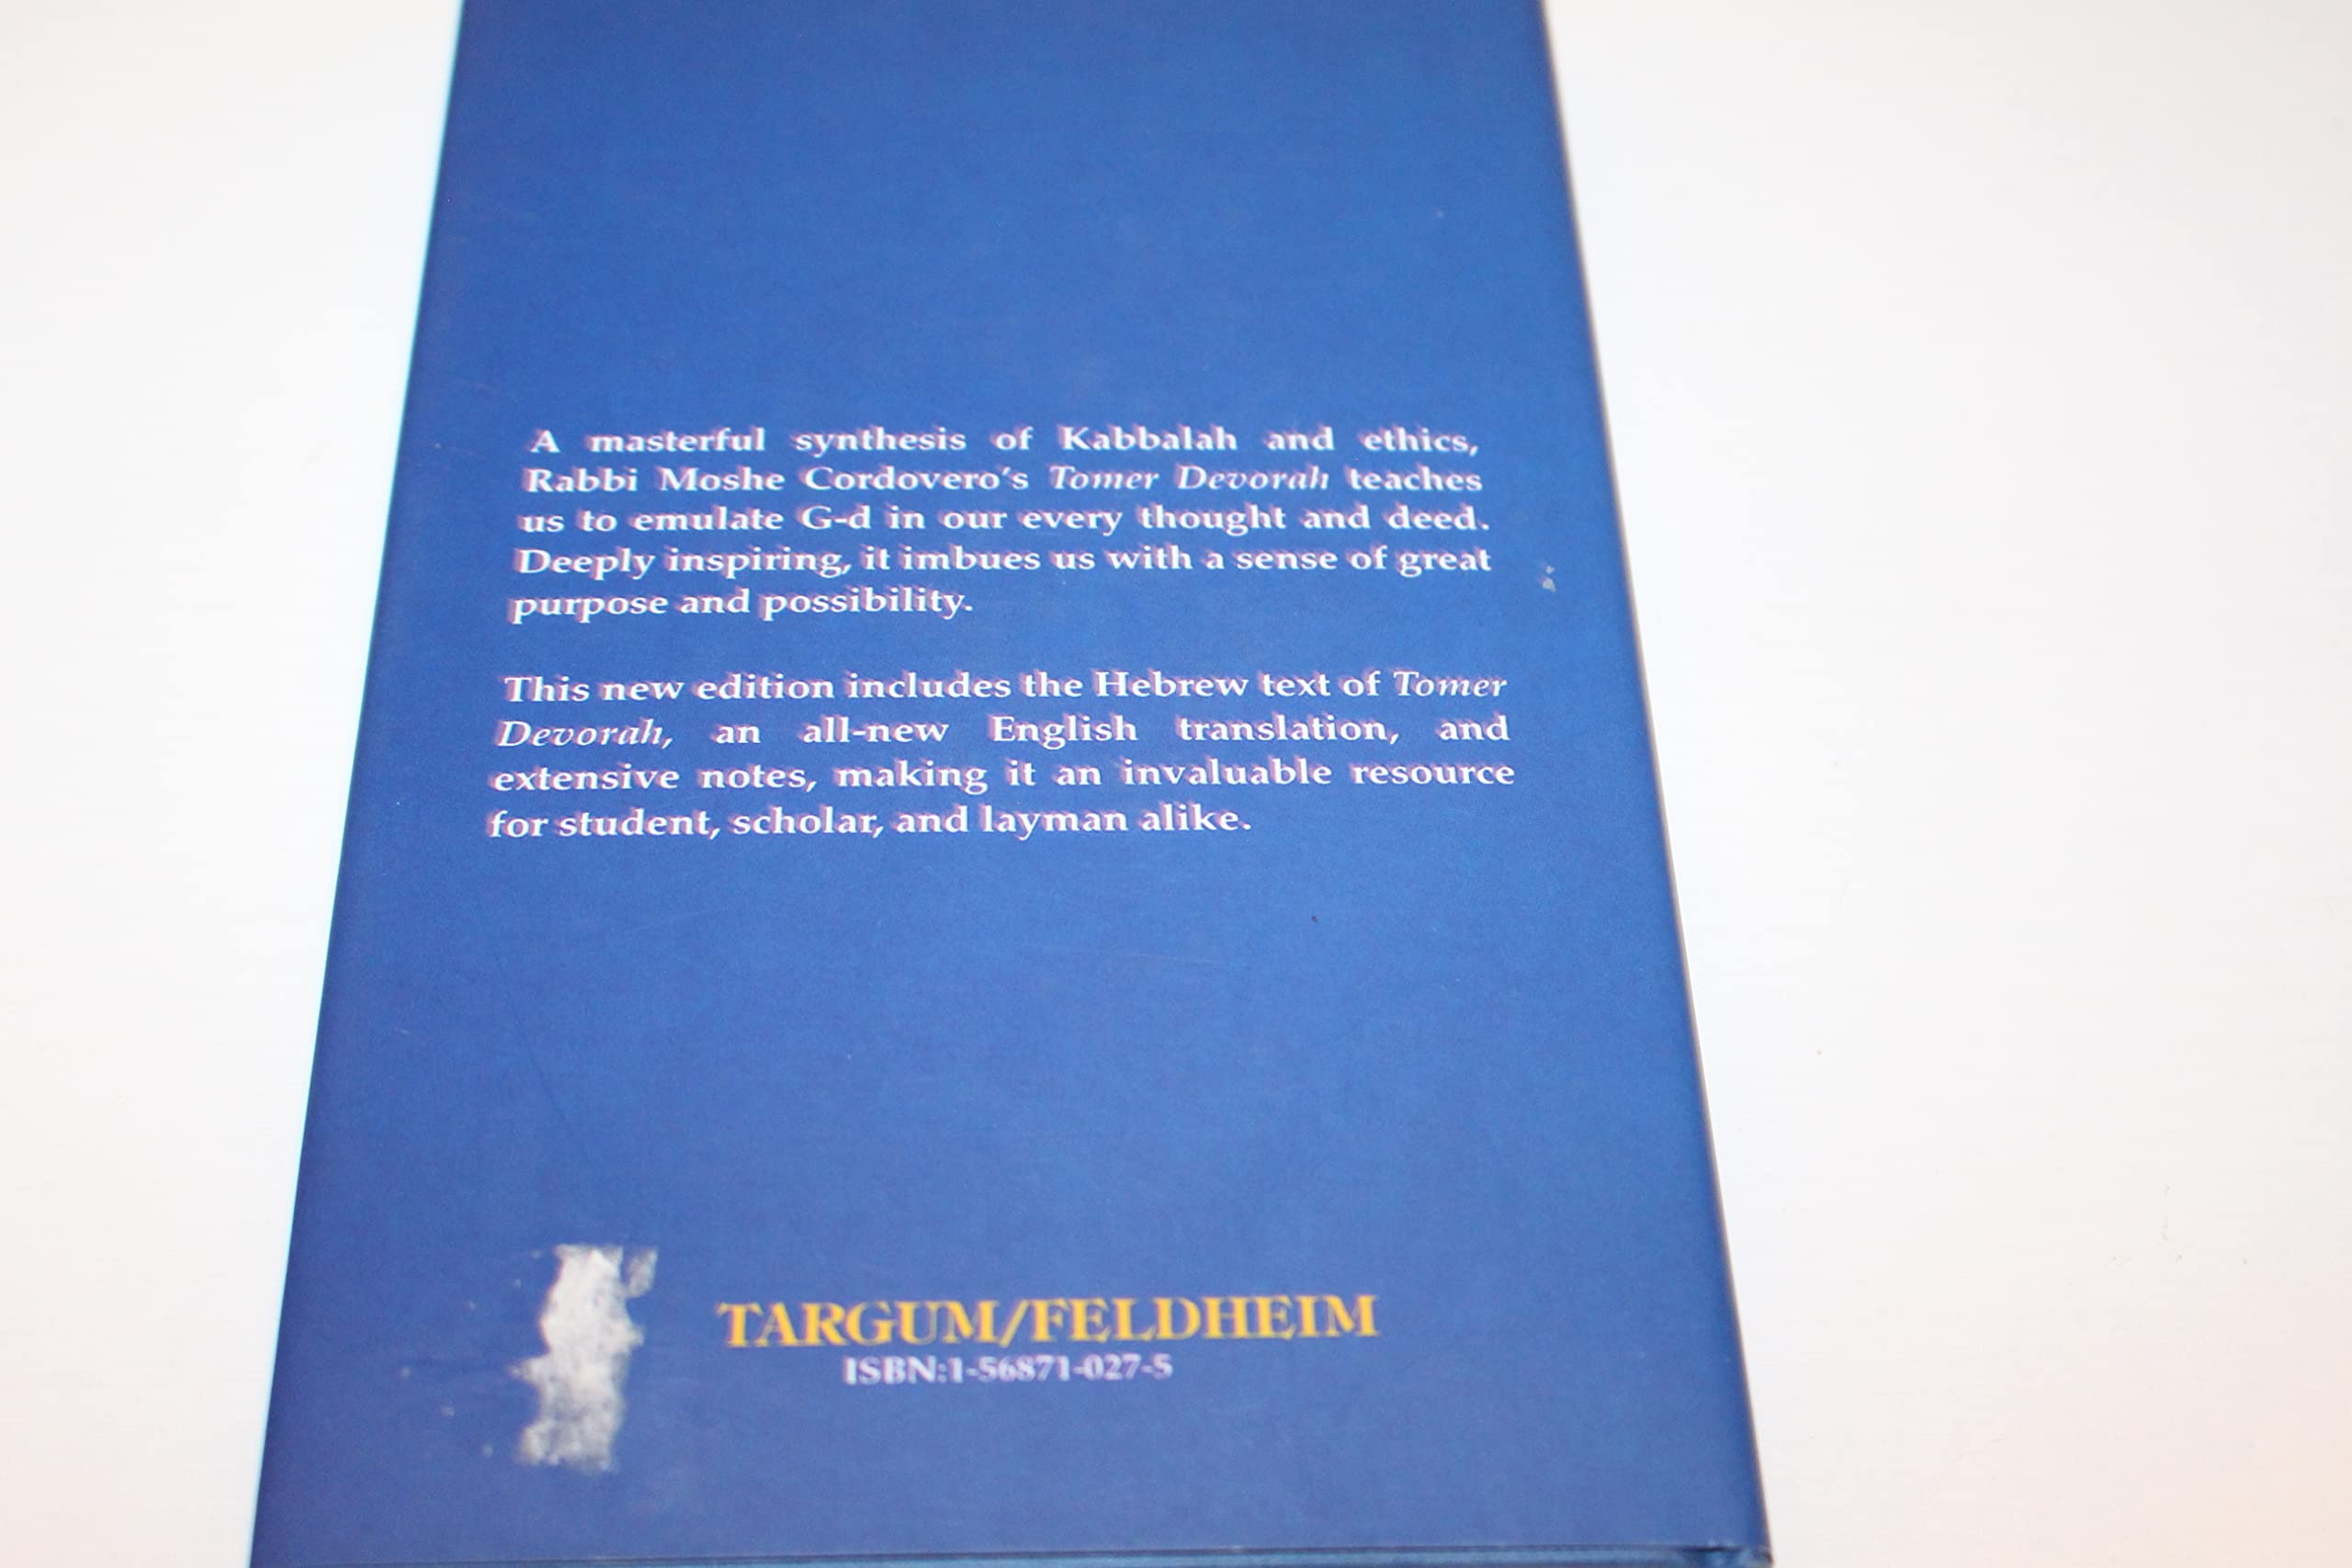 A masterful synthesis of Kabbalah and ethics,
Rabbi Moshe Cordovero's Tomer Devorah teaches
us to emulate G-d in our every thought and deed.
Deeply inspiring, it imbues us with a sense of great
purpose and possibility.
This new edition includes the Hebrew text of Tomer
Devorah, an all-new English translation, and
extensive notes, making it an invaluable resource
for student, scholar, and layman alike.
TARGUM/FELDHEIM
ISBN:1-56871-027-5